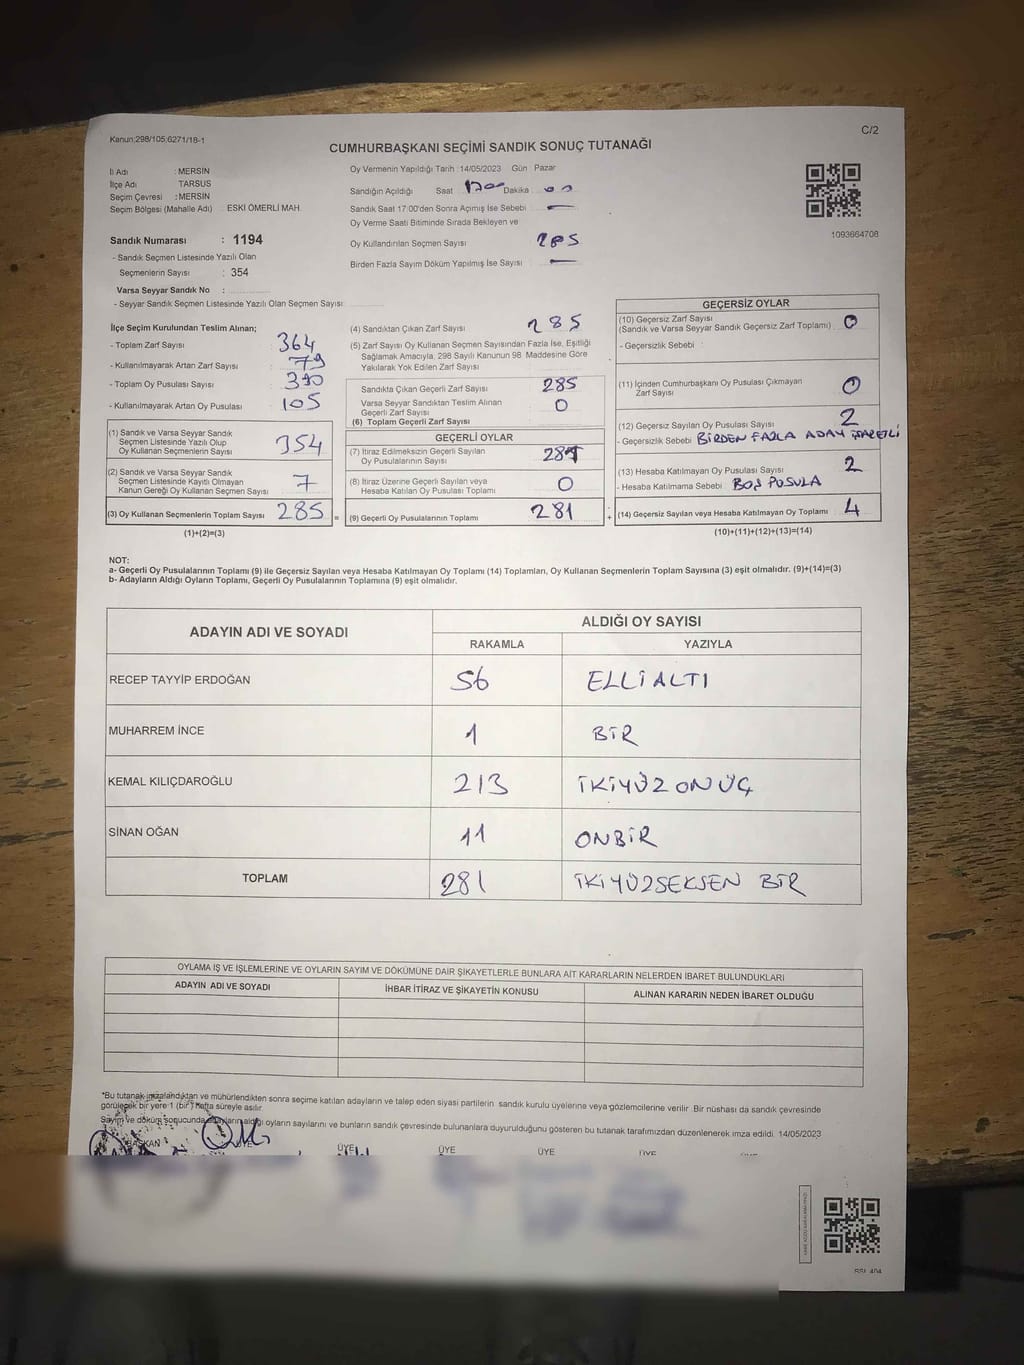 Kanun:298/105;6271/18-1
C/2
CUMHURBAŞKANI SEÇİMİ SANDIK SONUÇ TUTANAĞI
İl Adı : MERSİN
İlçe Adı TARSUS
Seçim Çevresi : MERSİN
Seçim Bölgesi (Mahalle Adı) ESKİ ÖMERLİ MAH.
Sandık Numarası : 1194
- Sandık Seçmen Listesinde Yazılı Olan
Seçmenlerin Sayısı : 354
Varsa Seyyar Sandık No :
- Seyyar Sandık Seçmen Listesinde Yazılı Olan Seçmen Sayısı:
Oy Vermenin Yapıldığı Tarih :14/05/2023 Gün Pazar
Sandığın Açıldığı Saat 1700 Dakika 00
Sandık Saat 17:00'den Sonra Açımış İse Sebebi —
Oy Verme Saati Bitiminde Sırada Bekleyen ve
Oy Kullandırılan Seçmen Sayısı 285
Birden Fazla Sayım Döküm Yapılmış İse Sayısı —
1093664708
İlçe Seçim Kurulundan Teslim Alınan;
- Toplam Zarf Sayısı 364
- Kullanılmayarak Artan Zarf Sayısı 79
- Toplam Oy Pusulası Sayısı 390
- Kullanılmayarak Artan Oy Pusulası 105
(1) Sandık ve Varsa Seyyar Sandık
Seçmen Listesinde Yazılı Olup
Oy Kullanan Seçmenlerin Sayısı 354
(2) Sandık ve Varsa Seyyar Sandık
Seçmen Listesinde Kayıtlı Olmayan
Kanun Gereği Oy Kullanan Seçmen Sayısı 7
(3) Oy Kullanan Seçmenlerin Toplam Sayısı 285 =
(1)+(2)=(3)
(4) Sandıktan Çıkan Zarf Sayısı 285
(5) Zarf Sayısı Oy Kullanan Seçmen Sayısından Fazla İse, Eşitliği
Sağlamak Amacıyla, 298 Sayılı Kanunun 98. Maddesine Göre
Yakılarak Yok Edilen Zarf Sayısı
Sandıkta Çıkan Geçerli Zarf Sayısı 285
Varsa Seyyar Sandıktan Teslim Alınan
Geçerli Zarf Sayısı 0
(6) Toplam Geçerli Zarf Sayısı
GEÇERLİ OYLAR
(7) İtiraz Edilmeksizin Geçerli Sayılan
Oy Pusulalarının Sayısı 281
(8) İtiraz Üzerine Geçerli Sayılan veya
Hesaba Katılan Oy Pusulası Toplamı 0
(9) Geçerli Oy Pusulalarının Toplamı 281 +
GEÇERSİZ OYLAR
(10) Geçersiz Zarf Sayısı 0
(Sandık ve Varsa Seyyar Sandık Geçersiz Zarf Toplamı)
- Geçersizlik Sebebi :
(11) İçinden Cumhurbaşkanı Oy Pusulası Çıkmayan
Zarf Sayısı 0
(12) Geçersiz Sayılan Oy Pusulası Sayısı 2
- Geçersizlik Sebebi BİRDEN FAZLA ADAY İŞARETLİ
(13) Hesaba Katılmayan Oy Pusulası Sayısı 2
- Hesaba Katılmama Sebebi BOŞ PUSULA
(14) Geçersiz Sayılan veya Hesaba Katılmayan Oy Toplamı 4
(10)+(11)+(12)+(13)=(14)
NOT:
a- Geçerli Oy Pusulalarının Toplamı (9) ile Geçersiz Sayılan veya Hesaba Katılmayan Oy Toplamı (14) Toplamları, Oy Kullanan Seçmenlerin Toplam Sayısına (3) eşit olmalıdır. (9)+(14)=(3)
b- Adayların Aldığı Oyların Toplamı, Geçerli Oy Pusulalarının Toplamına (9) eşit olmalıdır.
ADAYIN ADI VE SOYADI
ALDIĞI OY SAYISI
RAKAMLA YAZIYLA
RECEP TAYYİP ERDOĞAN 56 ELLİ ALTI
MUHARREM İNCE 1 BİR
KEMAL KILIÇDAROĞLU 213 İKİYÜZ ONÜÇ
SİNAN OĞAN 11 ONBİR
TOPLAM 281 İKİYÜZSEKSEN BİR
OYLAMA İŞ VE İŞLEMLERİNE VE OYLARIN SAYIM VE DÖKÜMÜNE DAİR ŞİKAYETLERLE BUNLARA AİT KARARLARIN NELERDEN İBARET BULUNDUKLARI
ADAYIN ADI VE SOYADI İHBAR İTİRAZ VE ŞİKAYETİN KONUSU ALINAN KARARIN NEDEN İBARET OLDUĞU
*Bu tutanak imzalandıktan ve mühürlendikten sonra seçime katılan adayların ve talep eden siyasi partilerin sandık kurulu üyelerine veya gözlemcilerine verilir. Bir nüshası da sandık çevresinde
görülecek bir yere 1 (bir) hafta süreyle asılır.
Sayım ve döküm sonucunda adayların aldığı oyların sayılarını ve bunların sandık çevresinde bulunanlara duyurulduğunu gösteren bu tutanak tarafımızdan düzenlenerek imza edildi. 14/05/2023
BAŞKAN ÜYE ÜYE ÜYE ÜYE